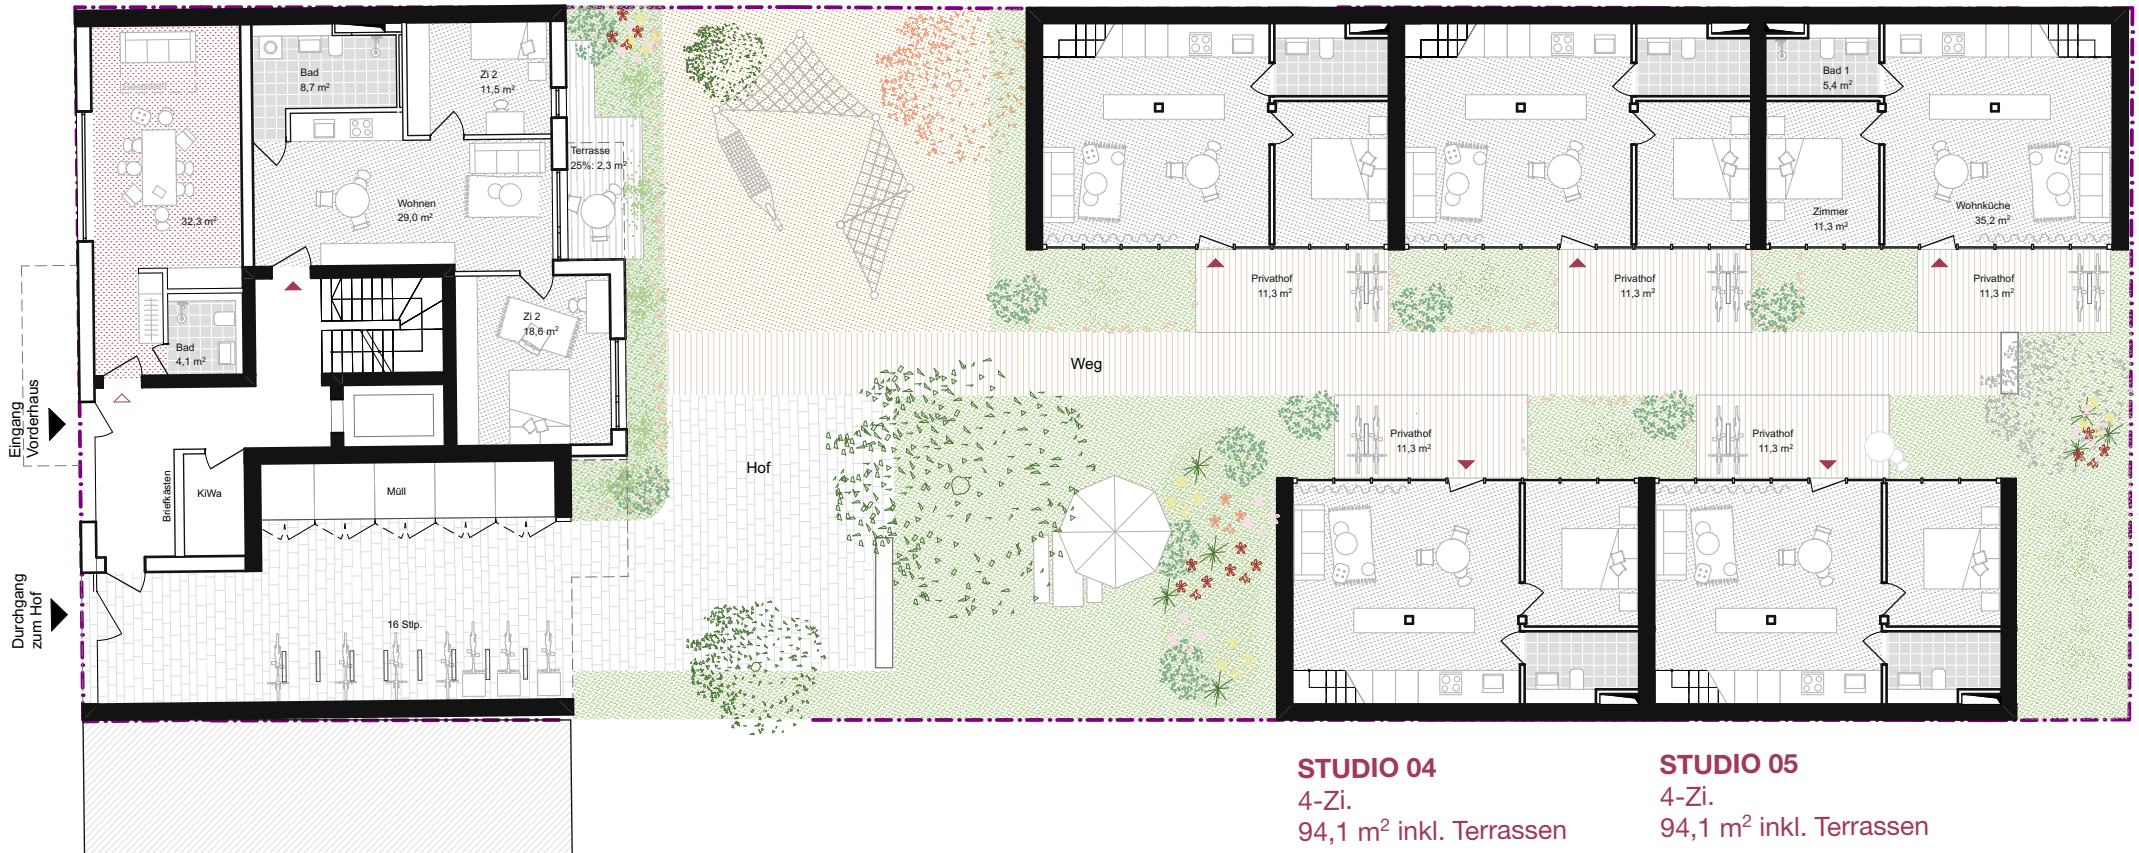 Bad
8,7 m²
Zi 2
11,5 m²
Terrasse
25%: 2,3 m²
Wohnen
29,0 m²
32,3 m²
Zi 2
18,6 m²
Bad
4,1 m²
Eingang
Vorderhaus
Briefkästen
KiWa
Müll
Durchgang
zum Hof
16 Stlp.
Hof
Weg
Bad 1
5,4 m²
Zimmer
11,3 m²
Wohnküche
35,2 m²
Privathof
11,3 m²
Privathof
11,3 m²
Privathof
11,3 m²
Privathof
11,3 m²
Privathof
11,3 m²
STUDIO 04
4-Zi.
94,1 m² inkl. Terrassen
STUDIO 05
4-Zi.
94,1 m² inkl. Terrassen